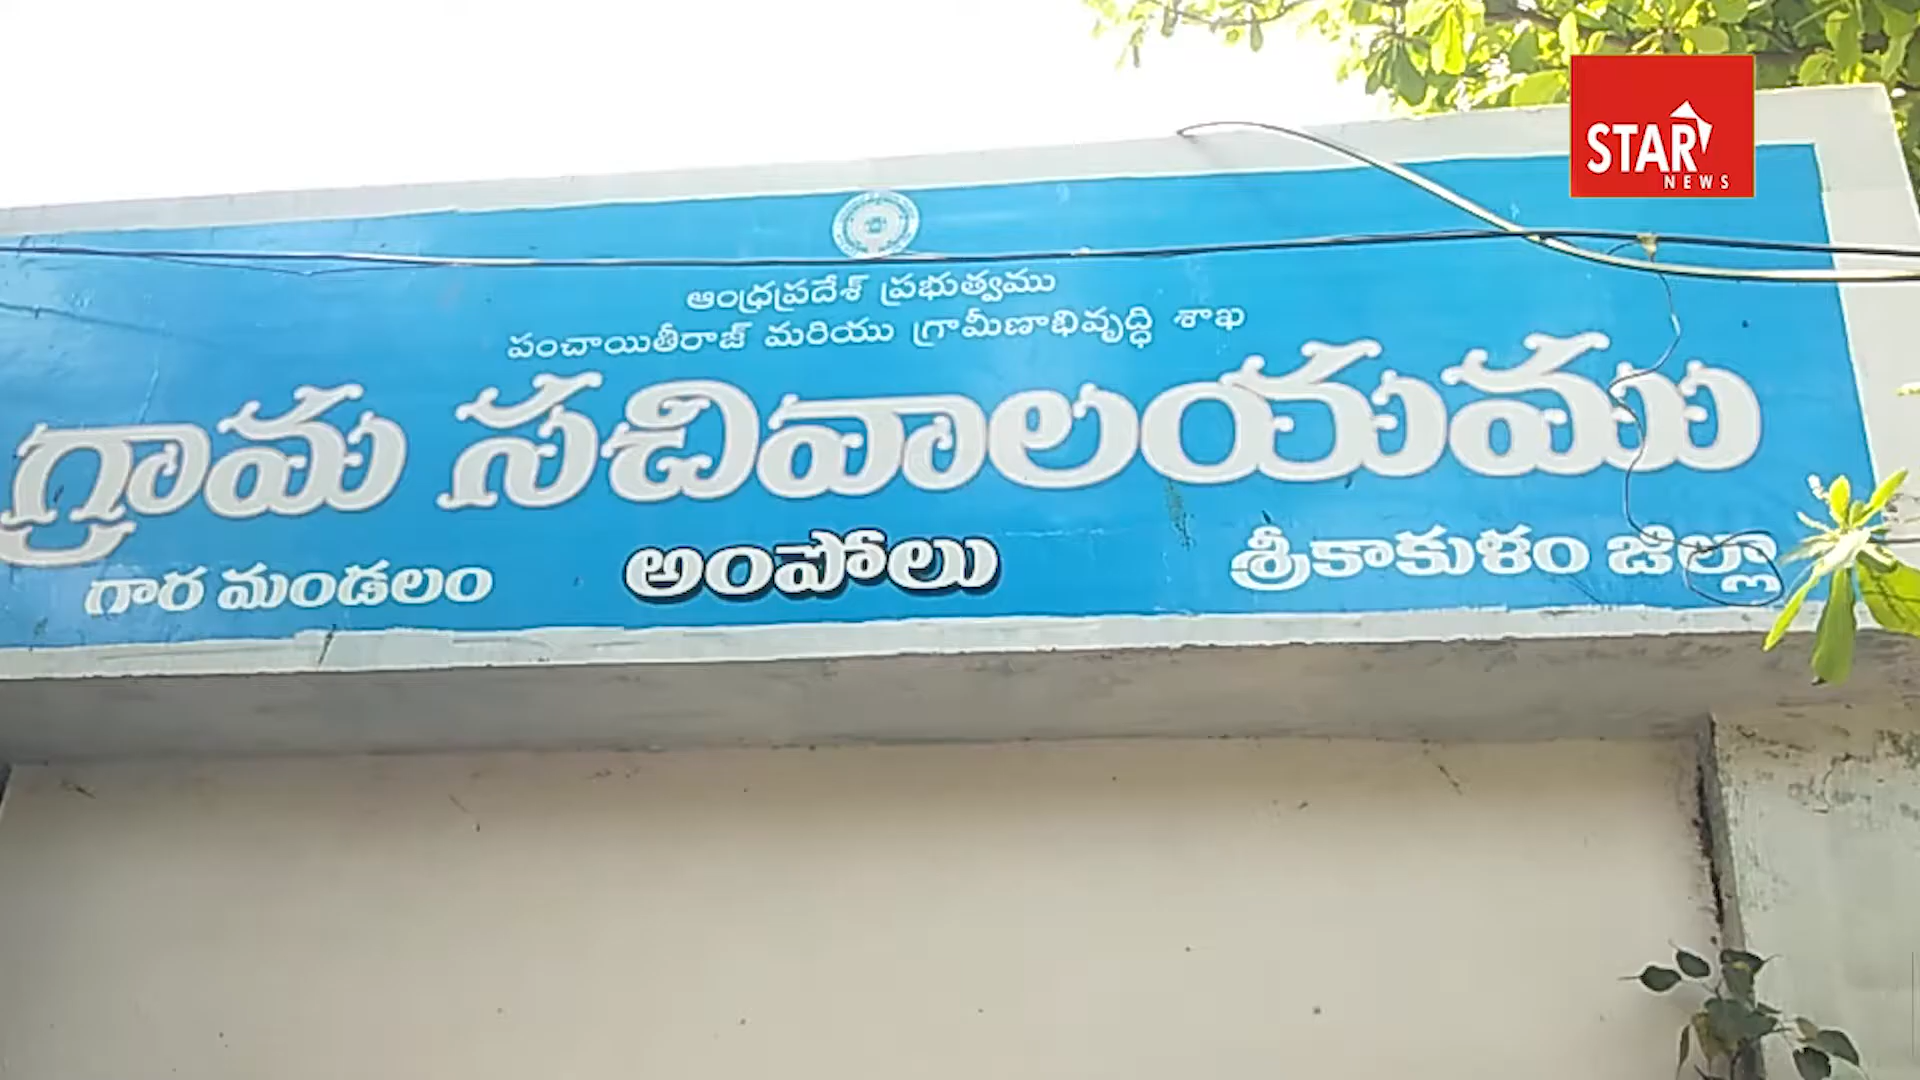 STAR
NEWS
ఆంధ్రప్రదేశ్ ప్రభుత్వము
పంచాయితీరాజ్ మరియు గ్రామీణాభివృద్ధి శాఖ
గ్రామ సచివాలయము
గార మండలం అంపోలు శ్రీకాకుళం జిల్లా